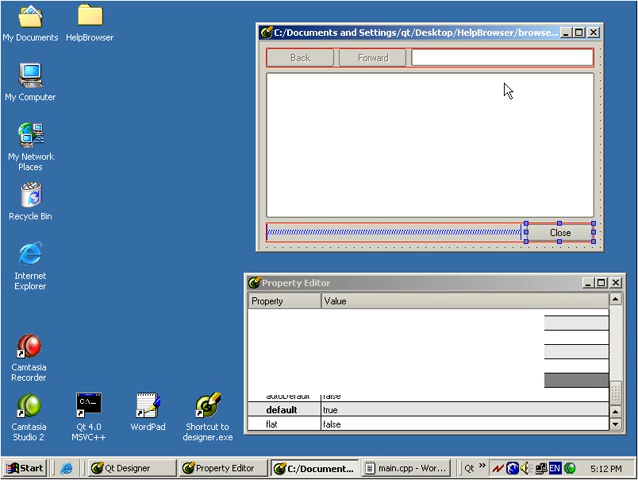 My Documents
HelpBrowser
My Computer
My Network
Places
Recycle Bin
Internet
Explorer
Camtasia
Recorder
Camtasia
Studio 2
Qt 4.0
MSVC++
WordPad
Shortcut to
designer.exe
C:/Documents and Settings/qt/Desktop/HelpBrowser/browse...
Back
Forward
Close
Property Editor
Property
Value
autoDefault
false
default
true
flat
false
Start
Qt Designer
Property Editor
C:/Document...
main.cpp - Wor...
Qt
»
EN
5:12 PM